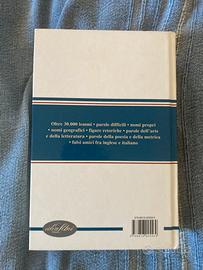 Oltre 30.000 lemmi • parole difficili • nomi propri
• nomi geografici • figure retoriche • parole dell'arte
e della letteratura • parole della poesia e della metrica
• falsi amici fra inglese e italiano